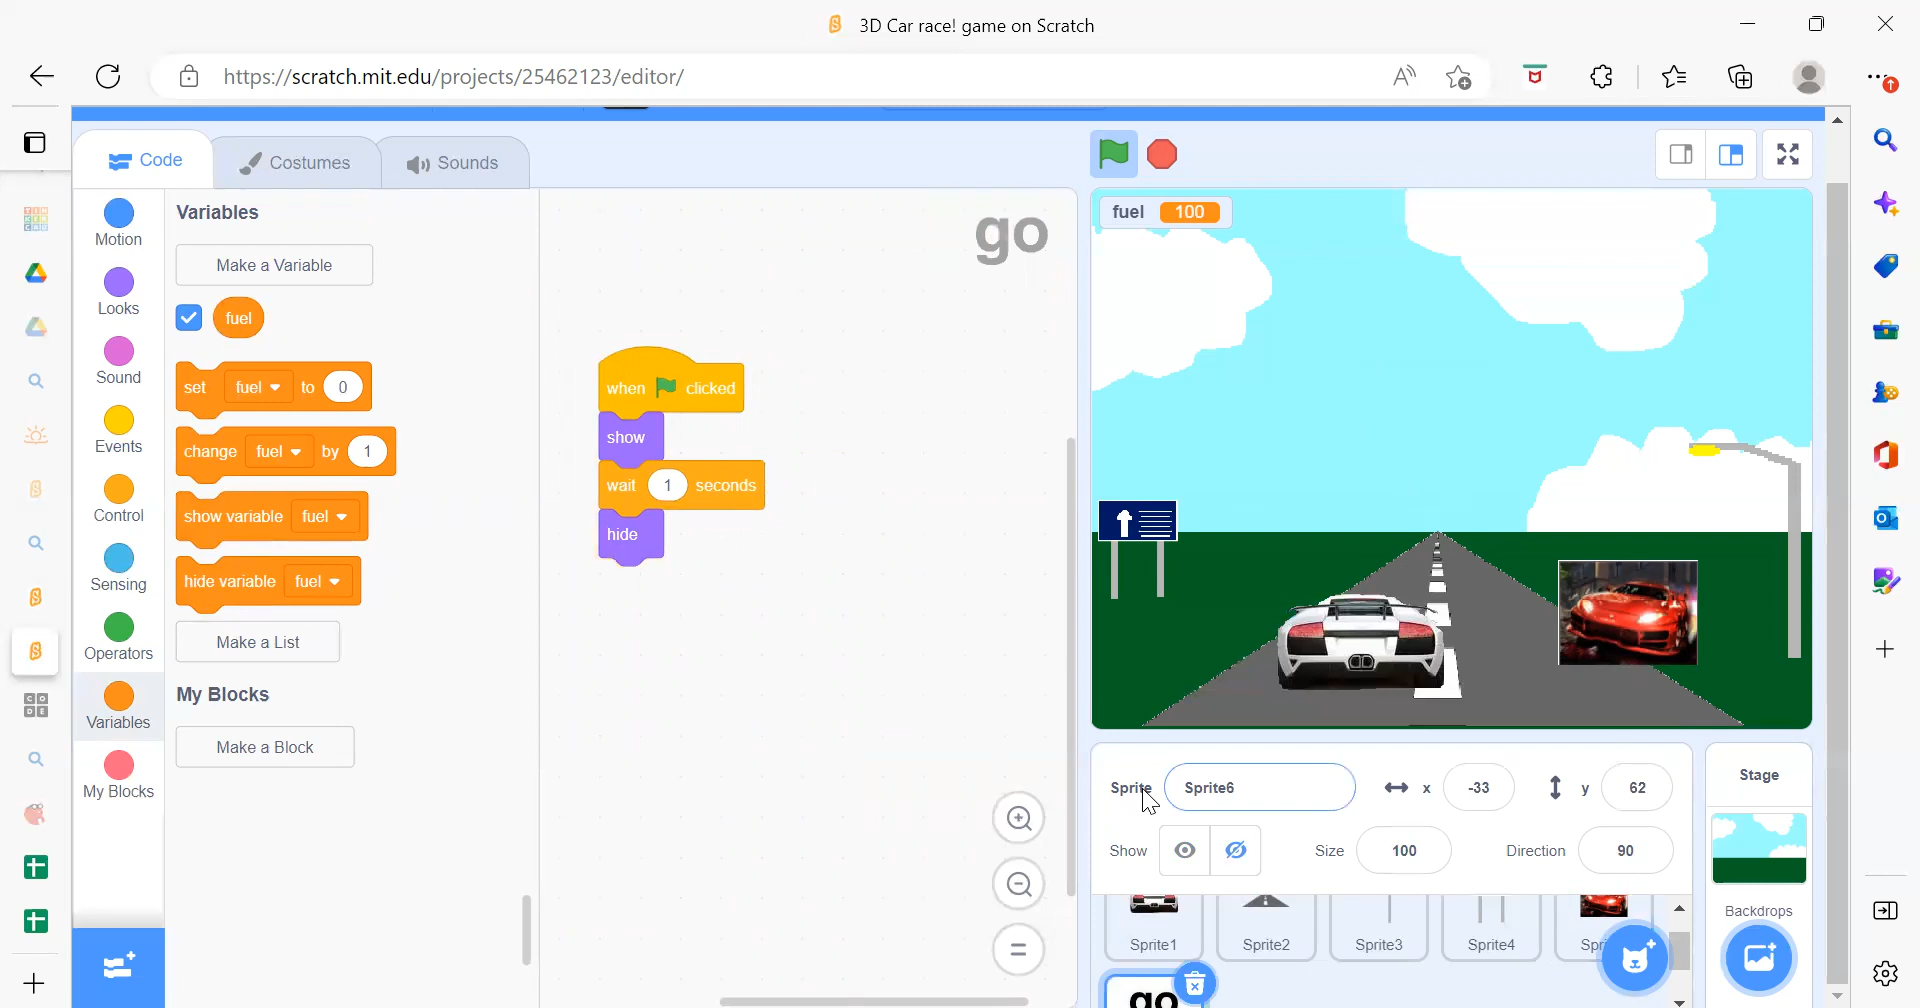 3D Car race! game on Scratch
https://scratch.mit.edu/projects/25462123/editor/
Code
Costumes
Sounds
Motion
Looks
Sound
Events
Control
Sensing
Operators
Variables
My Blocks
Variables
Make a Variable
fuel
set fuel to 0
change fuel by 1
show variable fuel
hide variable fuel
Make a List
My Blocks
Make a Block
go
when clicked
show
wait 1 seconds
hide
fuel 100
Sprite Sprite6 x -33 y 62
Show Size 100 Direction 90
Sprite1
Sprite2
Sprite3
Sprite4
go
Stage
Backdrops